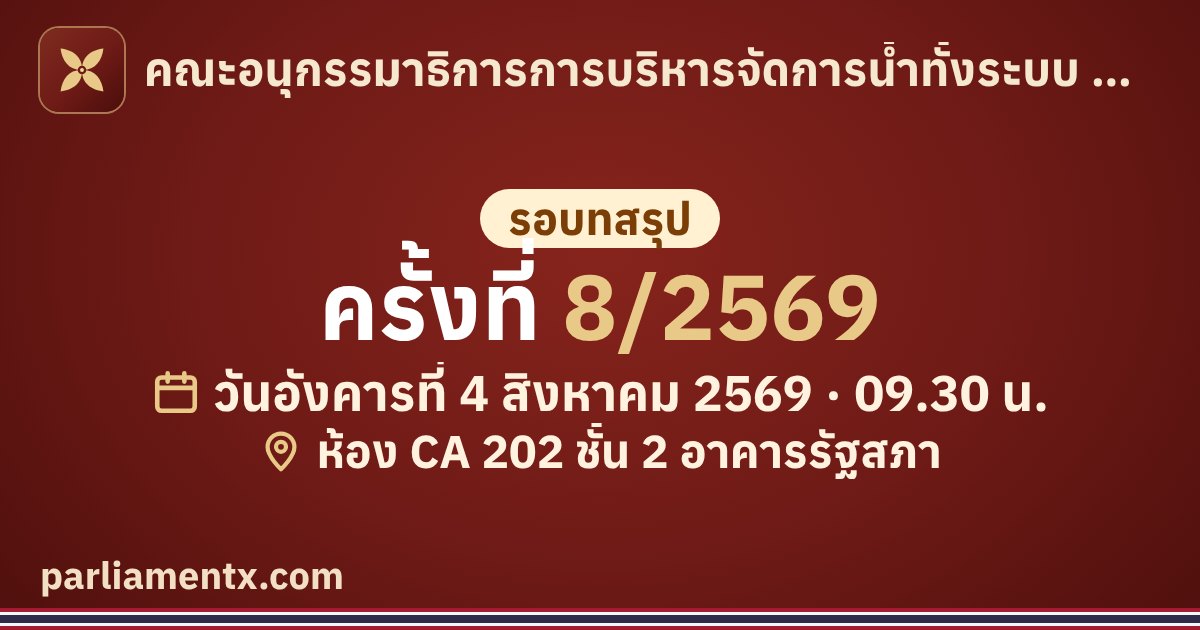 คณะอนุกรรมาธิการการบริหารจัดการน้ำทั้งระบบ ...
รอบทสรุป
ครั้งที่ 8/2569
วันอังคารที่ 4 สิงหาคม 2569 · 09.30 น.
ห้อง CA 202 ชั้น 2 อาคารรัฐสภา
parliamentx.com